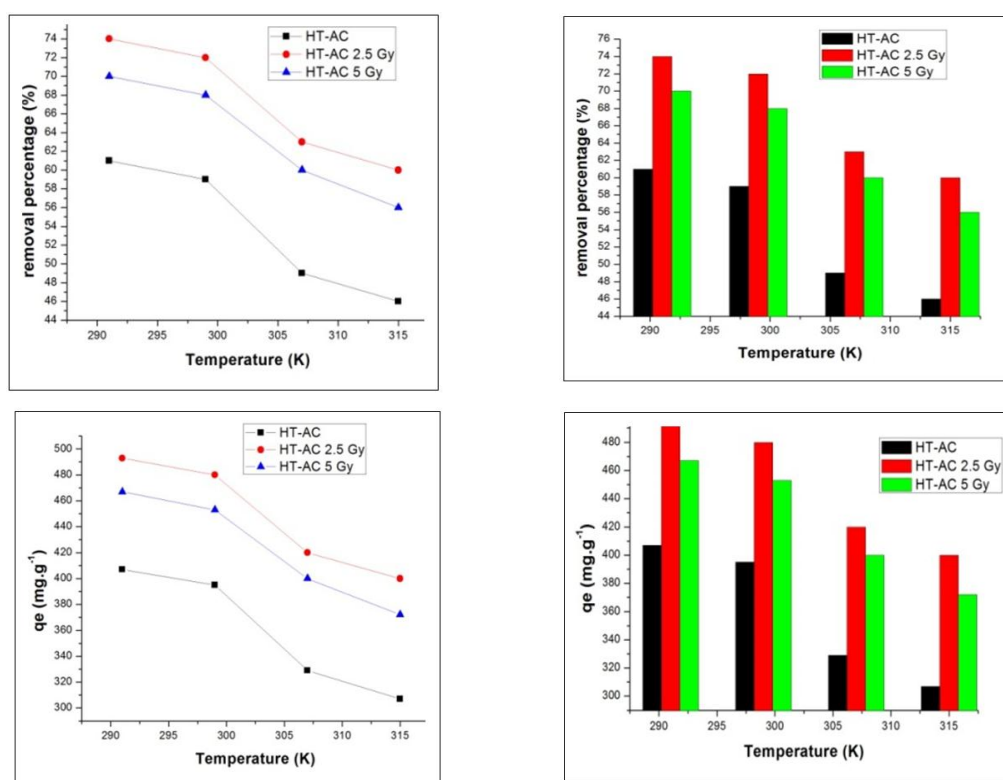 74
72
70
68
66
64
62
60
58
56
54
52
50
48
46
44
removal percentage (%)
HT-AC
HT-AC 2.5 Gy
HT-AC 5 Gy
290 295 300 305 310 315
Temperature (K)
76
74
72
70
68
66
64
62
60
58
56
54
52
50
48
46
44
removal percentage (%)
HT-AC
HT-AC 2.5 Gy
HT-AC 5 Gy
290 295 300 305 310 315
Temperature (K)
500
480
460
440
420
400
380
360
340
320
300
qe (mg.g⁻¹)
HT-AC
HT-AC 2.5 Gy
HT-AC 5 Gy
290 295 300 305 310 315
Temperature (K)
480
460
440
420
400
380
360
340
320
300
qe (mg.g⁻¹)
HT-AC
HT-AC 2.5 Gy
HT-AC 5 Gy
290 295 300 305 310 315
Temperature (K)